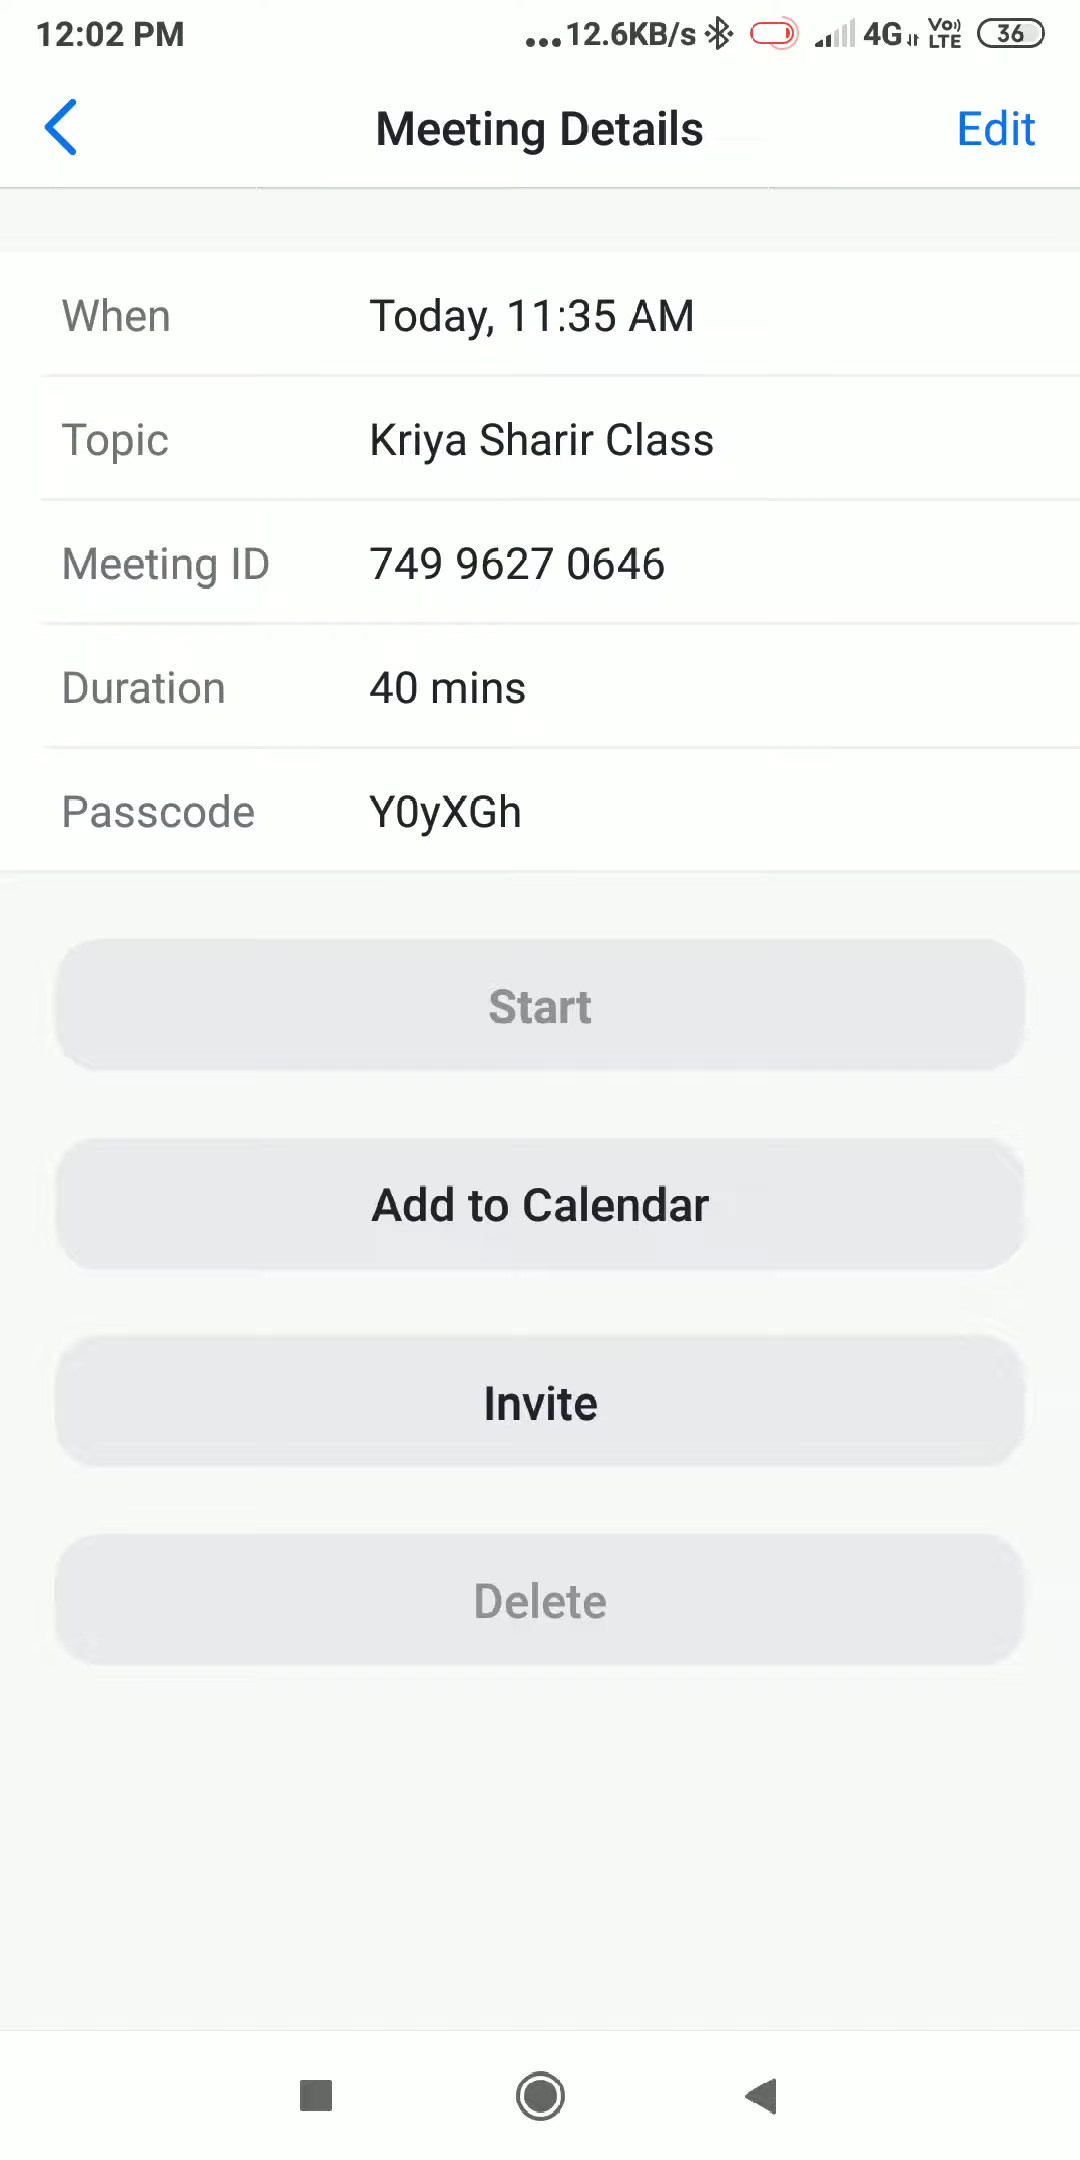 12:02 PM ...12.6KB/s 4G Vo)) LTE 36
Meeting Details Edit
When Today, 11:35 AM
Topic Kriya Sharir Class
Meeting ID 749 9627 0646
Duration 40 mins
Passcode Y0yXGh
Start
Add to Calendar
Invite
Delete